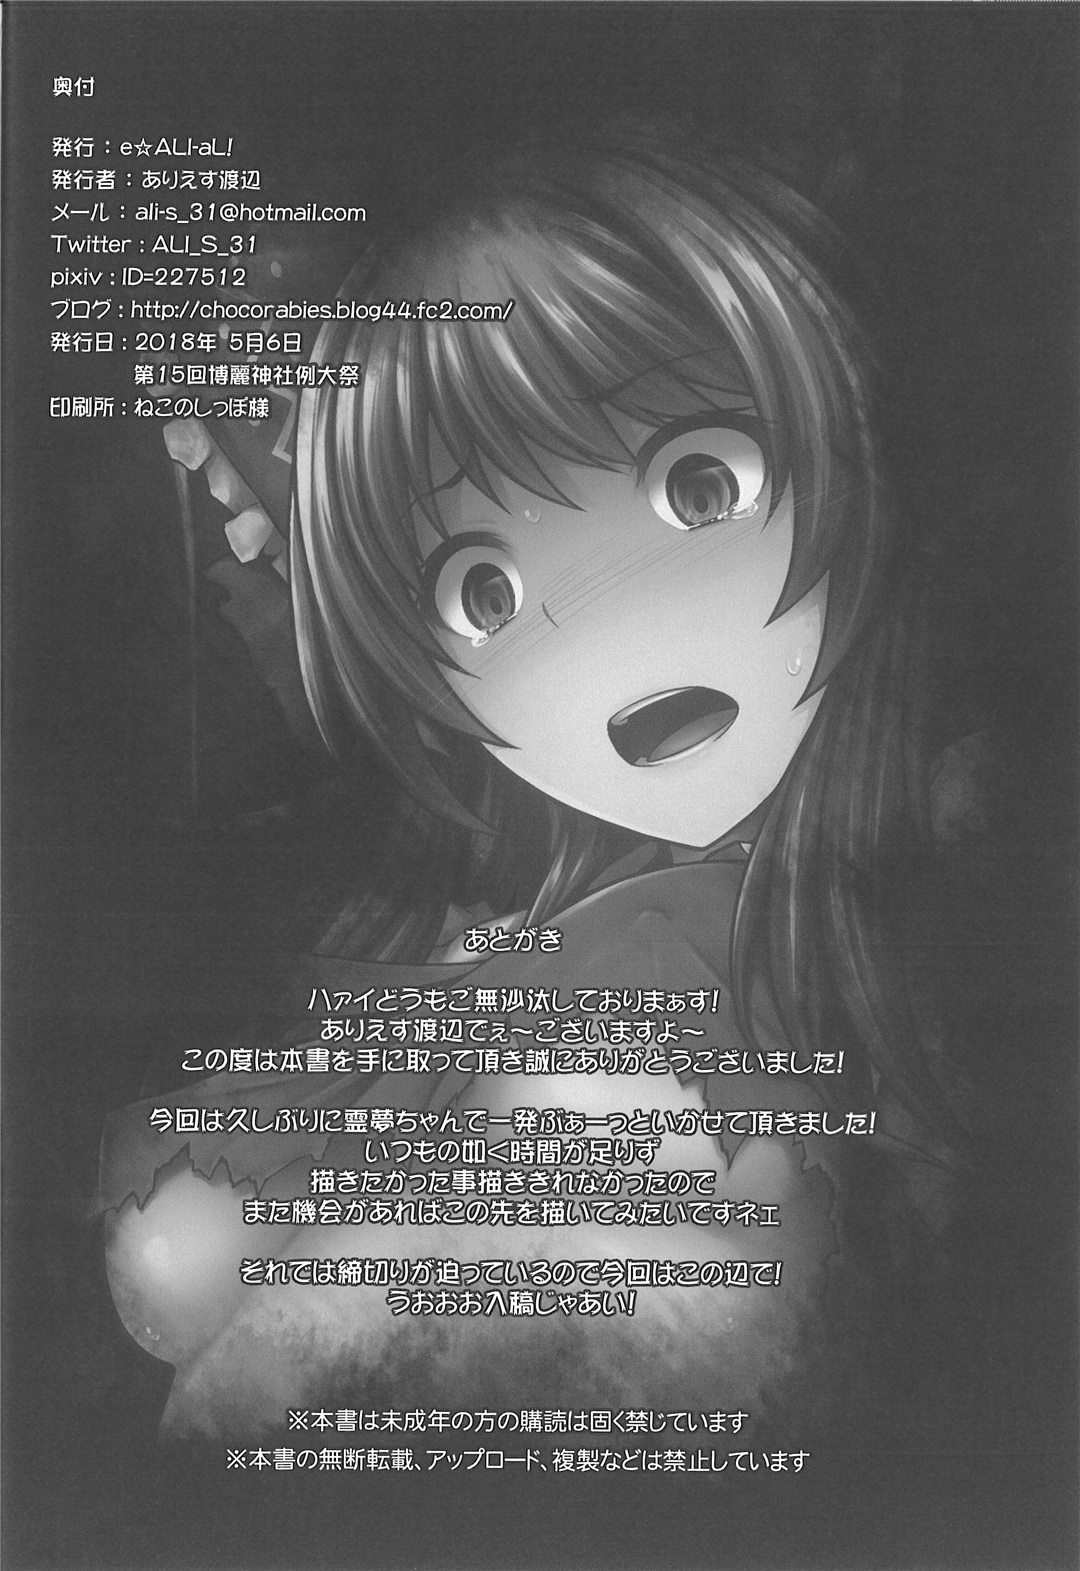 奥付
発行：e☆ALI-aL!
発行者：ありえす渡辺
メール：ali-s_31@hotmail.com
Twitter：ALI_S_31
pixiv：ID=227512
ブログ：http://chocorabies.blog44.fc2.com/
発行日：2018年 5月6日
第15回博麗神社例大祭
印刷所：ねこのしっぽ様
あとがき
ハァイどうもご無沙汰しておりまぁす!
ありえす渡辺でぇ～ございますよ～
この度は本書を手に取って頂き誠にありがとうございました!
今回は久しぶりに霊夢ちゃんで一発ぶぁーっといかせて頂きました!
いつもの如く時間が足りず
描きたかった事描ききれなかったので
また機会があればこの先を描いてみたいですネェ
それでは締切りが迫っているので今回はこの辺で!
うおおお入稿じゃあい!
※本書は未成年の方の購読は固く禁じています
※本書の無断転載、アップロード、複製などは禁止しています